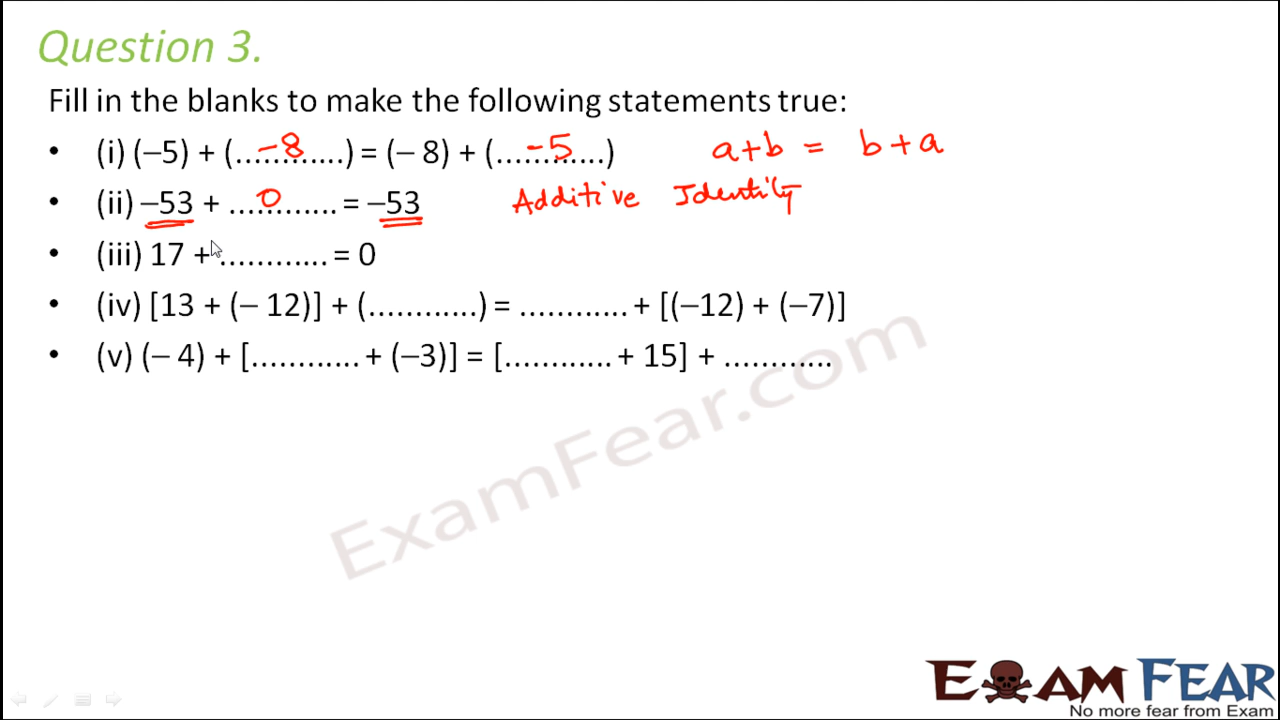 Question 3.
Fill in the blanks to make the following statements true:
• (i) (–5) + (.....-8.......) = (– 8) + (.....-5.......) a+b = b+a
• (ii) –53 + .....0....... = –53 Additive Identity
• (iii) 17 + ............ = 0
• (iv) [13 + (– 12)] + (............) = ............ + [(–12) + (–7)]
• (v) (– 4) + [............ + (–3)] = [............ + 15] + ............
ExamFear.com
EXAM FEAR
No more fear from Exam